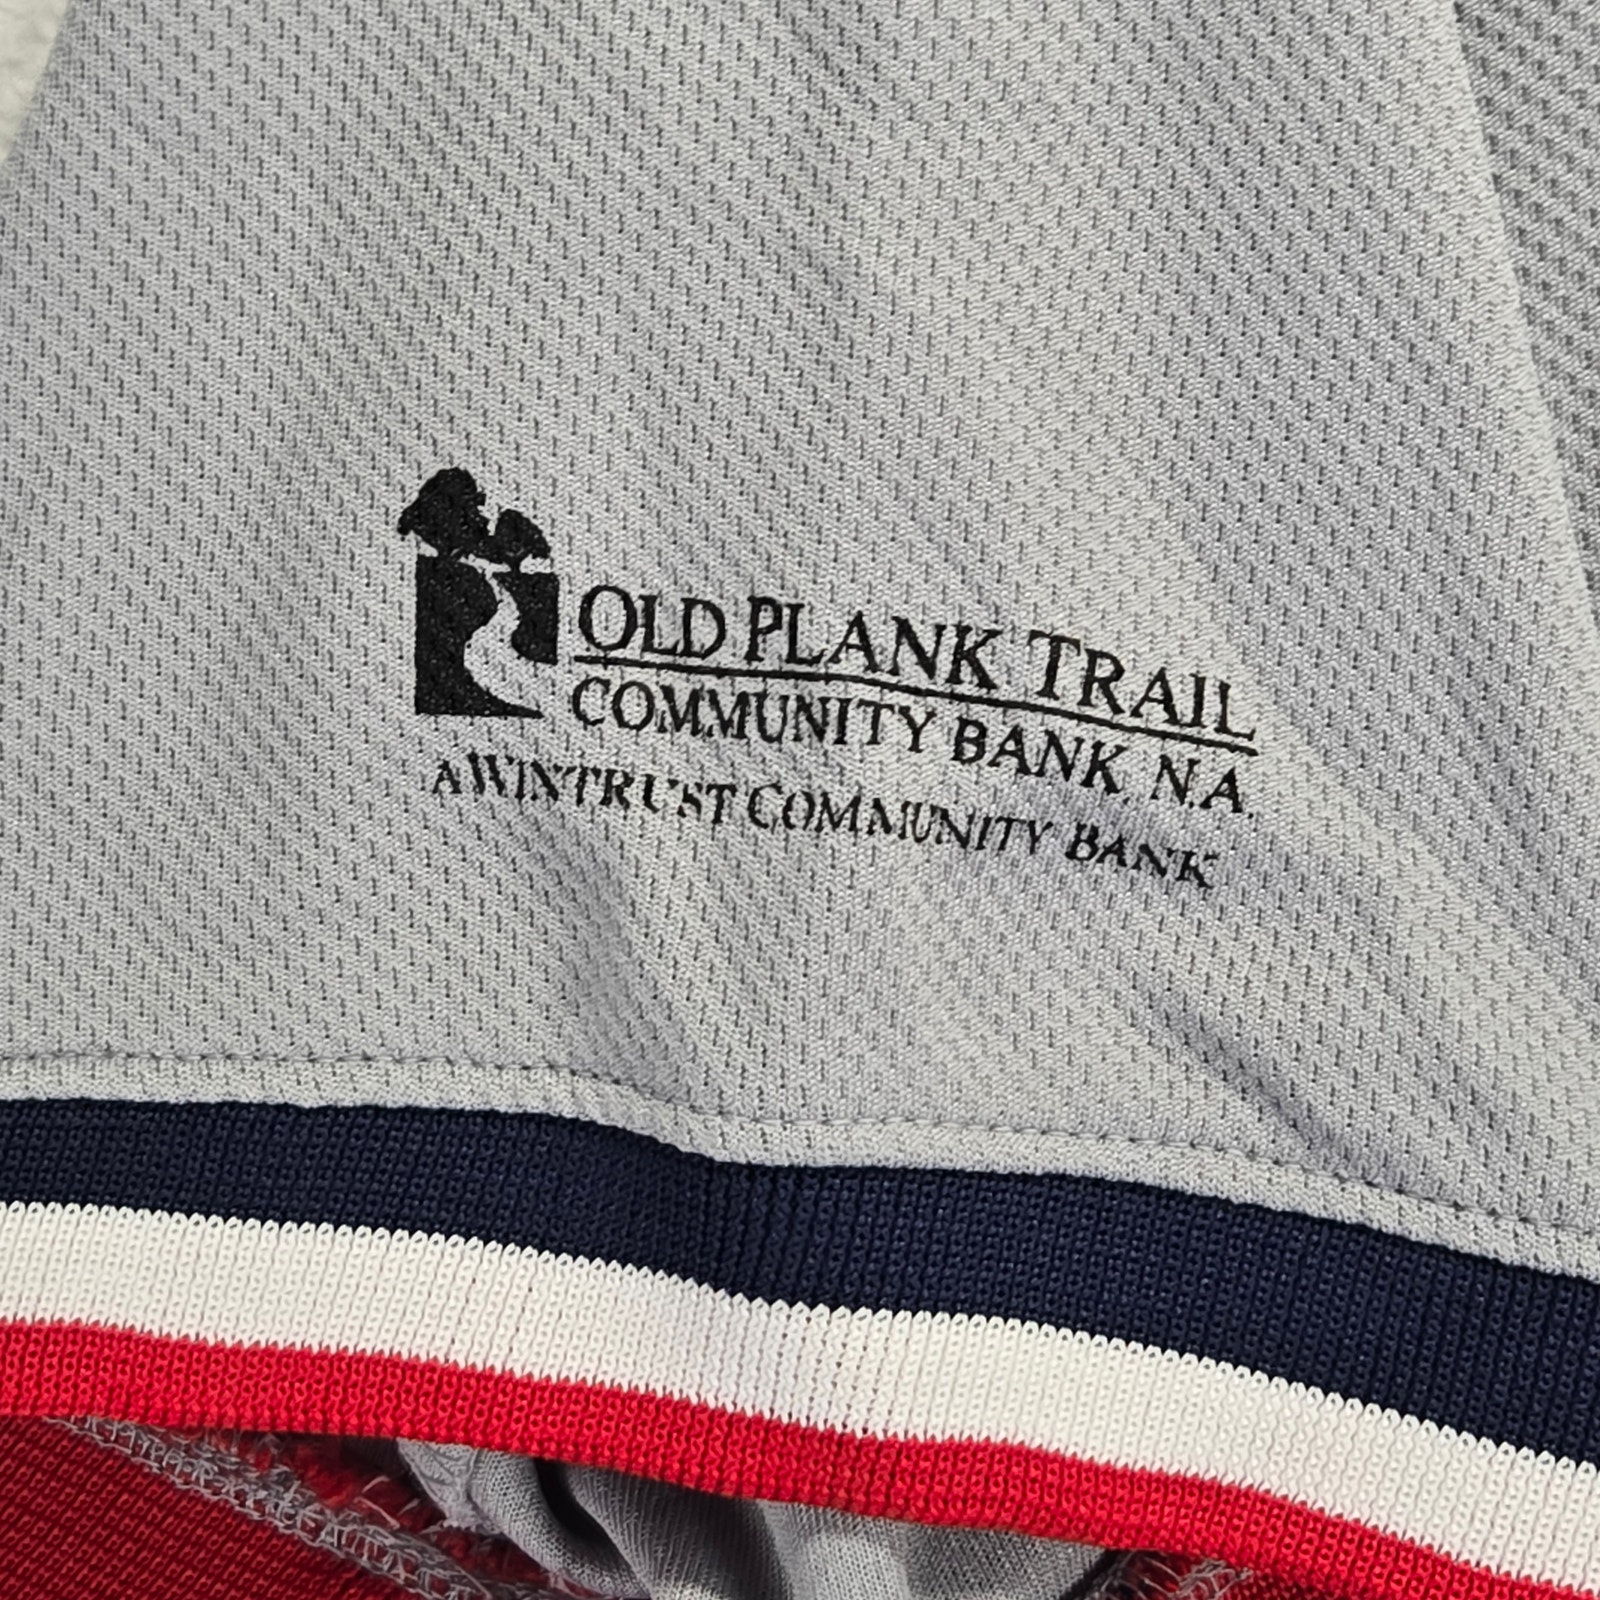 OLD PLANK TRAIL
COMMUNITY BANK, N.A.
A WINTRUST COMMUNITY BANK